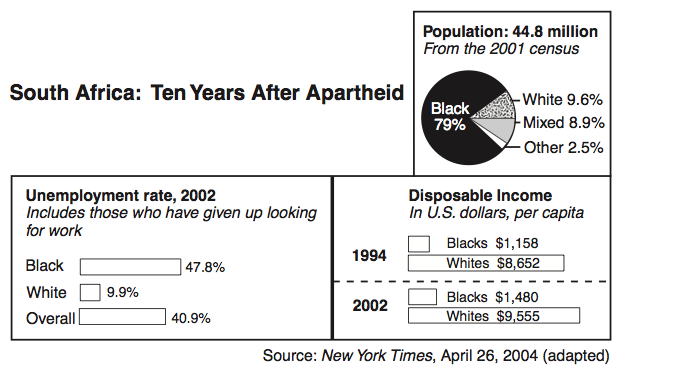 South Africa: Ten Years After Apartheid
Population: 44.8 million
From the 2001 census
Black
79%
White 9.6%
Mixed 8.9%
Other 2.5%
Unemployment rate, 2002
Includes those who have given up looking
for work
Black 47.8%
White 9.9%
Overall 40.9%
Disposable Income
In U.S. dollars, per capita
1994
Blacks $1,158
Whites $8,652
2002
Blacks $1,480
Whites $9,555
Source: New York Times, April 26, 2004 (adapted)